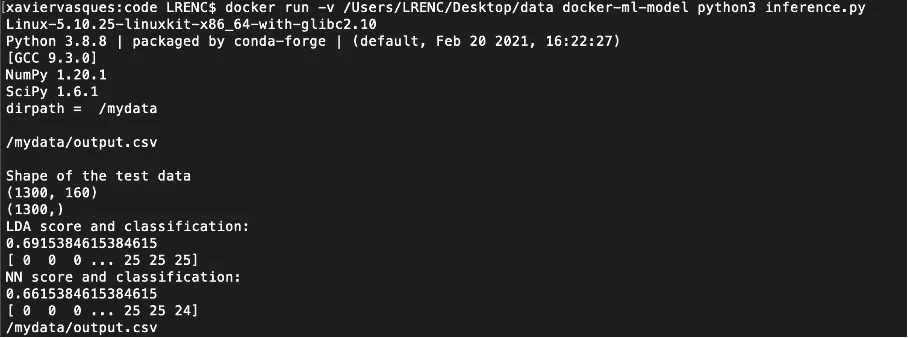 [xaviervasques:code LRENC$ docker run -v /Users/LRENC/Desktop/data docker-ml-model python3 inference.py
Linux-5.10.25-linuxkit-x86_64-with-glibc2.10
Python 3.8.8 | packaged by conda-forge | (default, Feb 20 2021, 16:22:27)
[GCC 9.3.0]
NumPy 1.20.1
SciPy 1.6.1
dirpath =  /mydata
/mydata/output.csv
Shape of the test data
(1300, 160)
(1300,)
LDA score and classification:
0.6915384615384615
[ 0  0  0 ... 25 25 25]
NN score and classification:
0.6615384615384615
[ 0  0  0 ... 25 25 24]
/mydata/output.csv